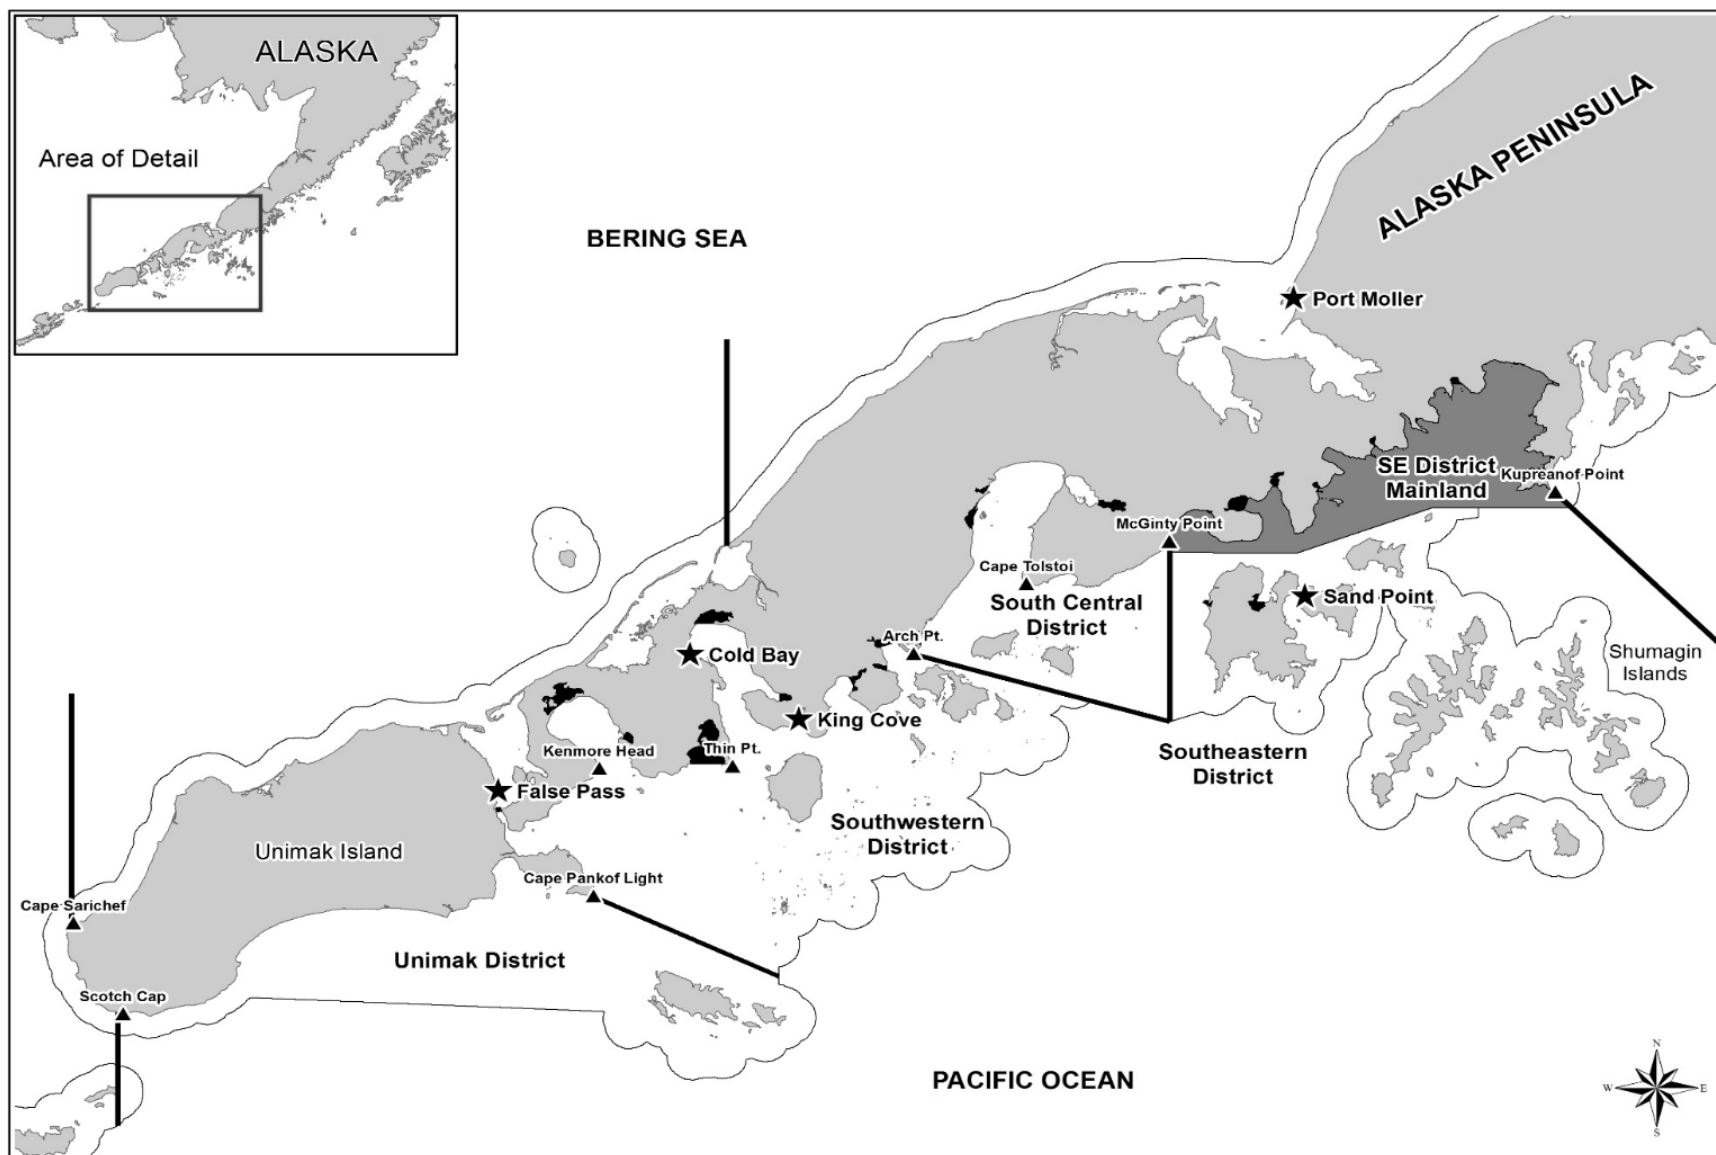 ALASKA
Area of Detail
ALASKA PENINSULA
BERING SEA
Port Moller
SE District
Mainland
Kupreanof Point
McGinty Point
Cape Tolstoi
South Central
District
Sand Point
Arch Pt.
Cold Bay
Shumagin
Islands
King Cove
Kenmore Head
Thin Pt.
Southeastern
District
False Pass
Southwestern
District
Unimak Island
Cape Pankof Light
Cape Sarichef
Unimak District
Scotch Cap
PACIFIC OCEAN
N
W
E
S